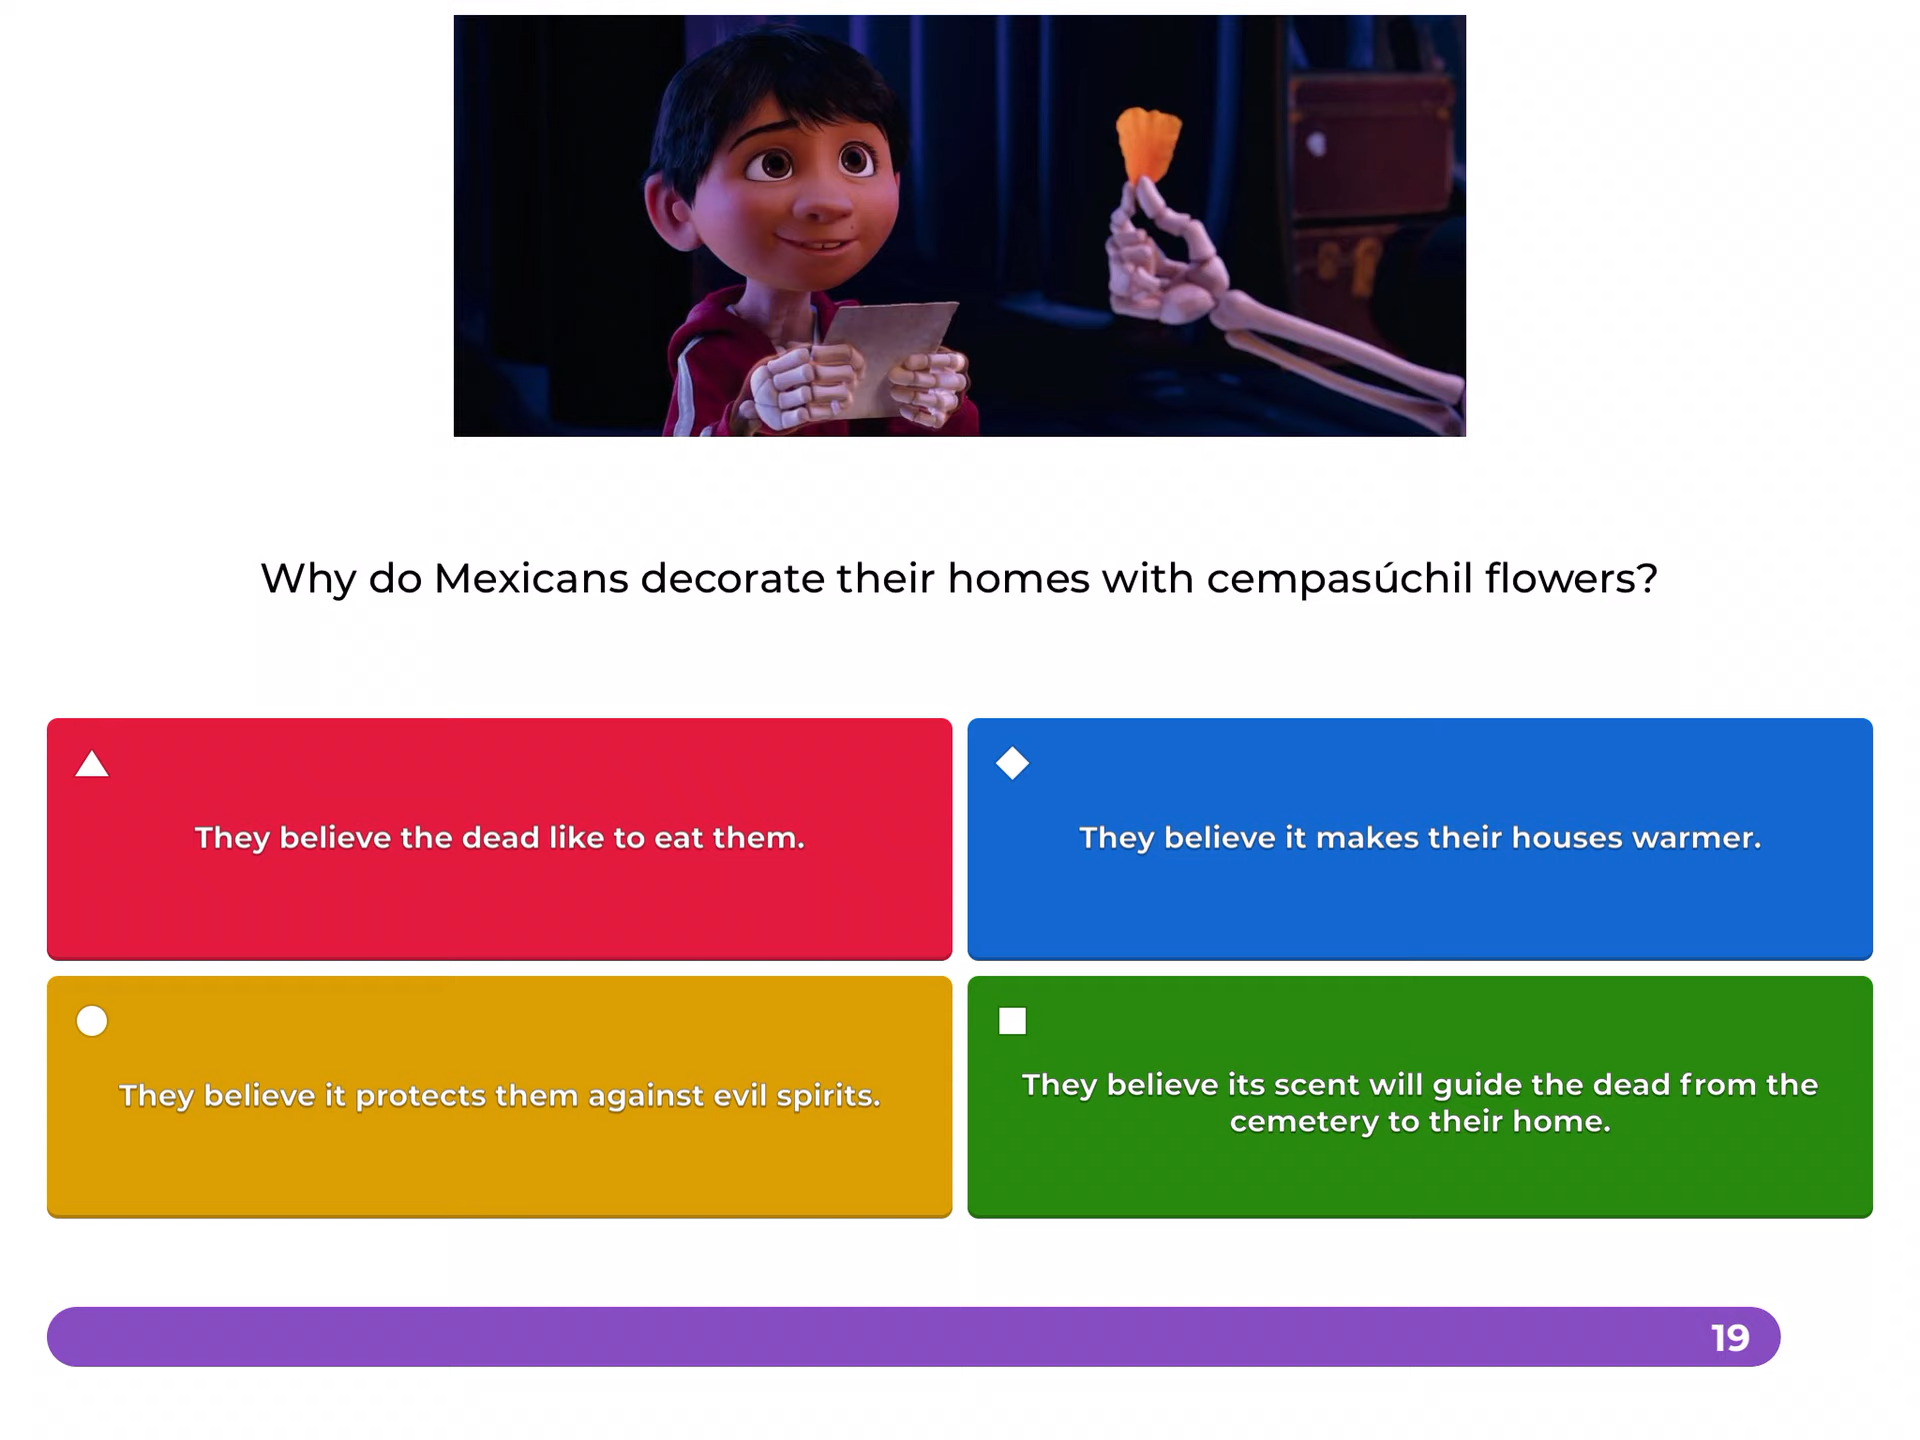 Why do Mexicans decorate their homes with cempasúchil flowers?
They believe the dead like to eat them.
They believe it makes their houses warmer.
They believe it protects them against evil spirits.
They believe its scent will guide the dead from the
cemetery to their home.
19